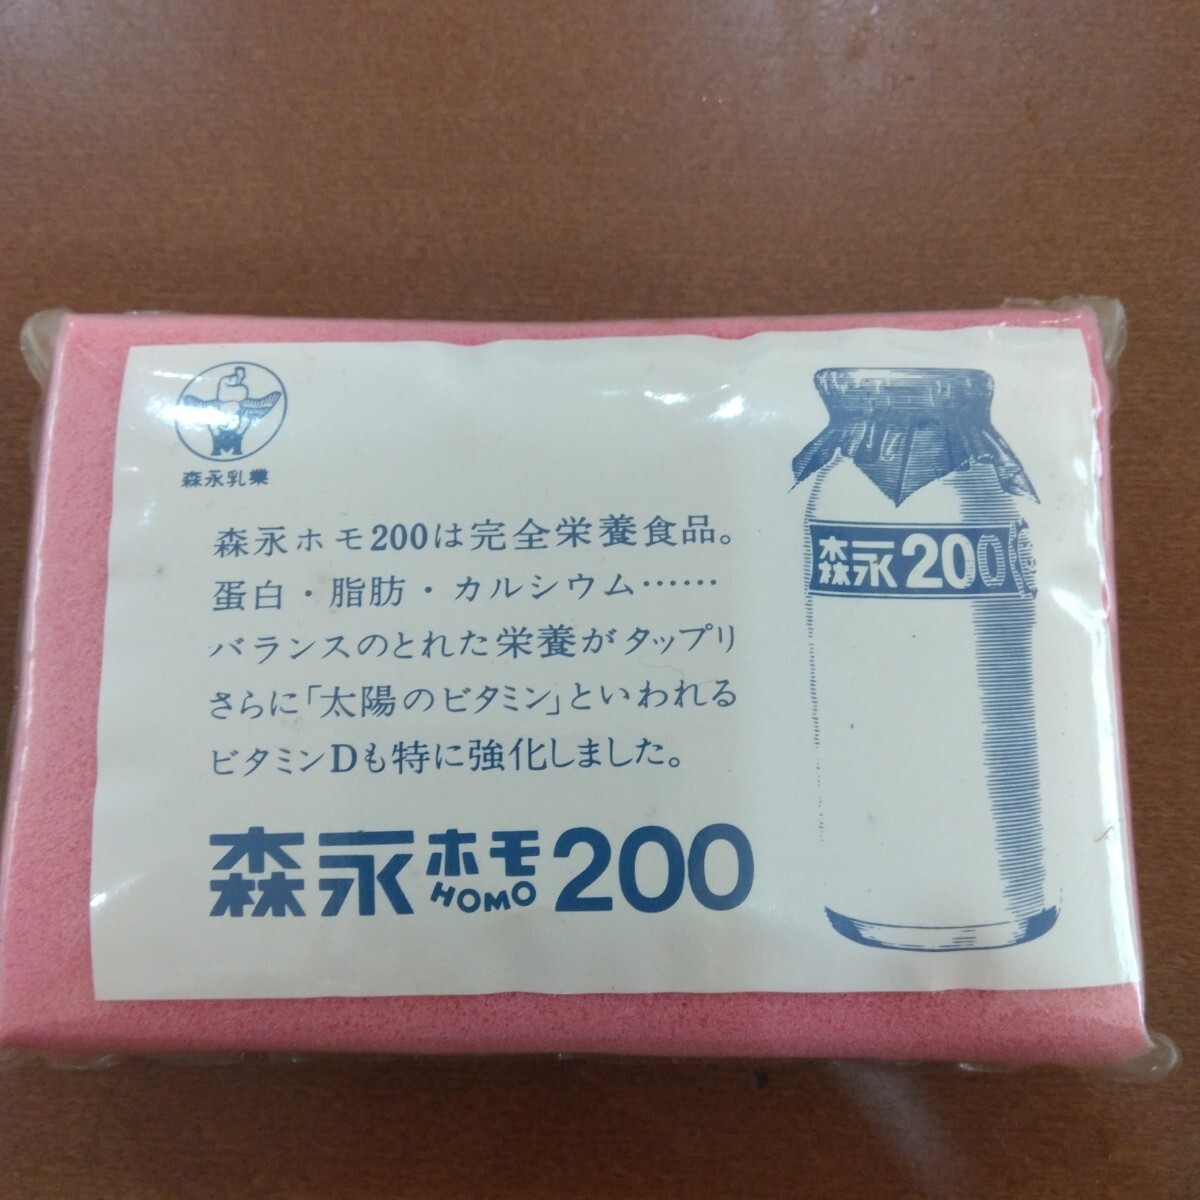 M
森永乳業
森永ホモ200は完全栄養食品。
蛋白・脂肪・カルシウム……
バランスのとれた栄養がタップリ
さらに「太陽のビタミン」といわれる
ビタミンDも特に強化しました。
森永ホモ200
HOMO
森永200